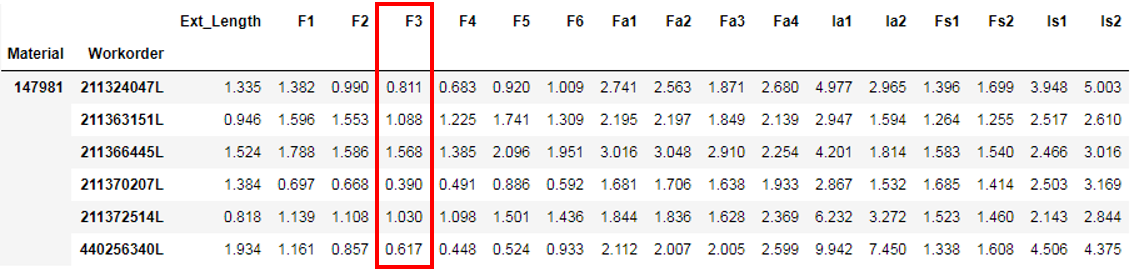 Ext_Length F1 F2 F3 F4 F5 F6 Fa1 Fa2 Fa3 Fa4 Ia1 Ia2 Fs1 Fs2 Is1 Is2
Material Workorder
147981 211324047L 1.335 1.382 0.990 0.811 0.683 0.920 1.009 2.741 2.563 1.871 2.680 4.977 2.965 1.396 1.699 3.948 5.003
211363151L 0.946 1.596 1.553 1.088 1.225 1.741 1.309 2.195 2.197 1.849 2.139 2.947 1.594 1.264 1.255 2.517 2.610
211366445L 1.524 1.788 1.586 1.568 1.385 2.096 1.951 3.016 3.048 2.910 2.254 4.201 1.814 1.583 1.540 2.466 3.016
211370207L 1.384 0.697 0.668 0.390 0.491 0.886 0.592 1.681 1.706 1.638 1.933 2.867 1.532 1.685 1.414 2.503 3.169
211372514L 0.818 1.139 1.108 1.030 1.098 1.501 1.436 1.844 1.836 1.628 2.369 6.232 3.272 1.523 1.460 2.143 2.844
440256340L 1.934 1.161 0.857 0.617 0.448 0.524 0.933 2.112 2.007 2.005 2.599 9.942 7.450 1.338 1.608 4.506 4.375